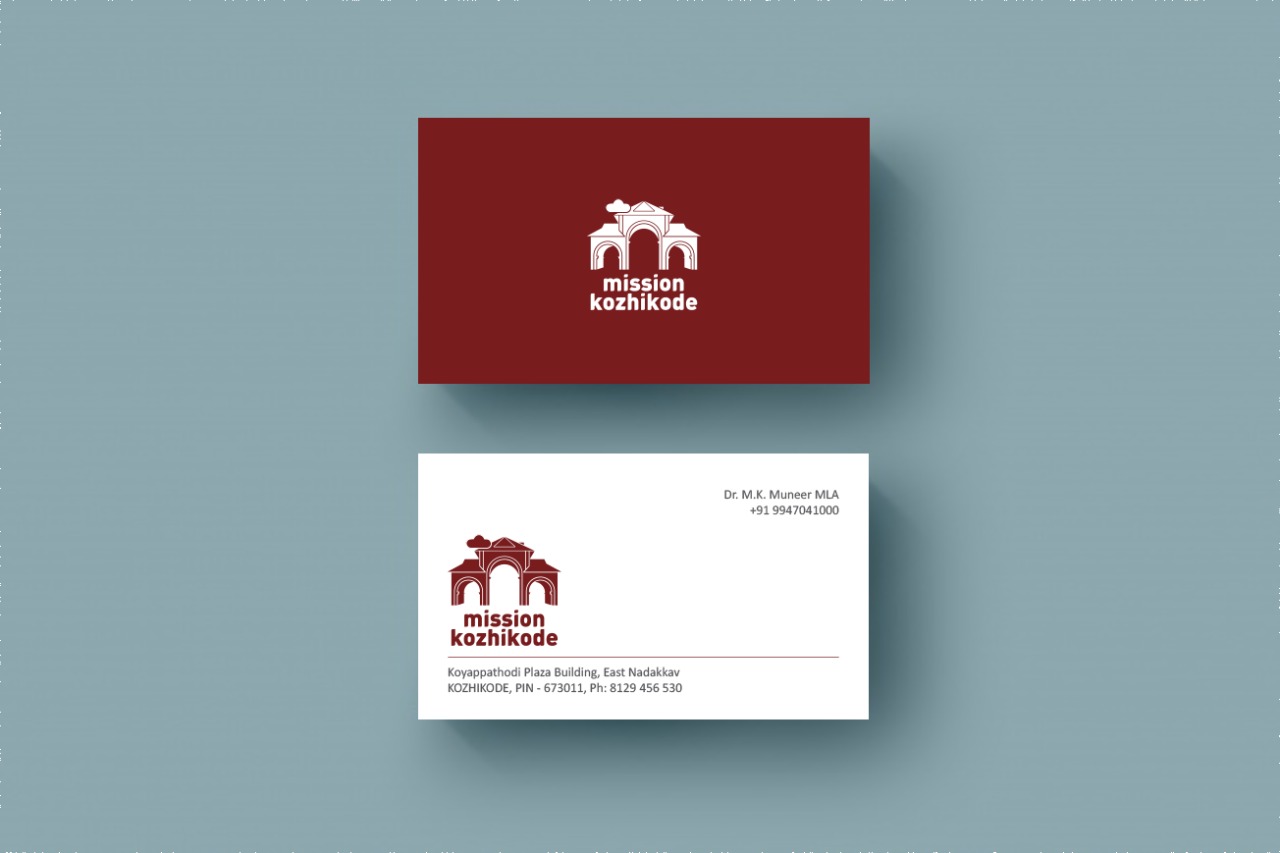 mission
kozhikode
Dr. M.K. Muneer MLA
+91 9947041000
mission
kozhikode
Koyappathodi Plaza Building, East Nadakkav
KOZHIKODE, PIN - 673011, Ph: 8129 456 530